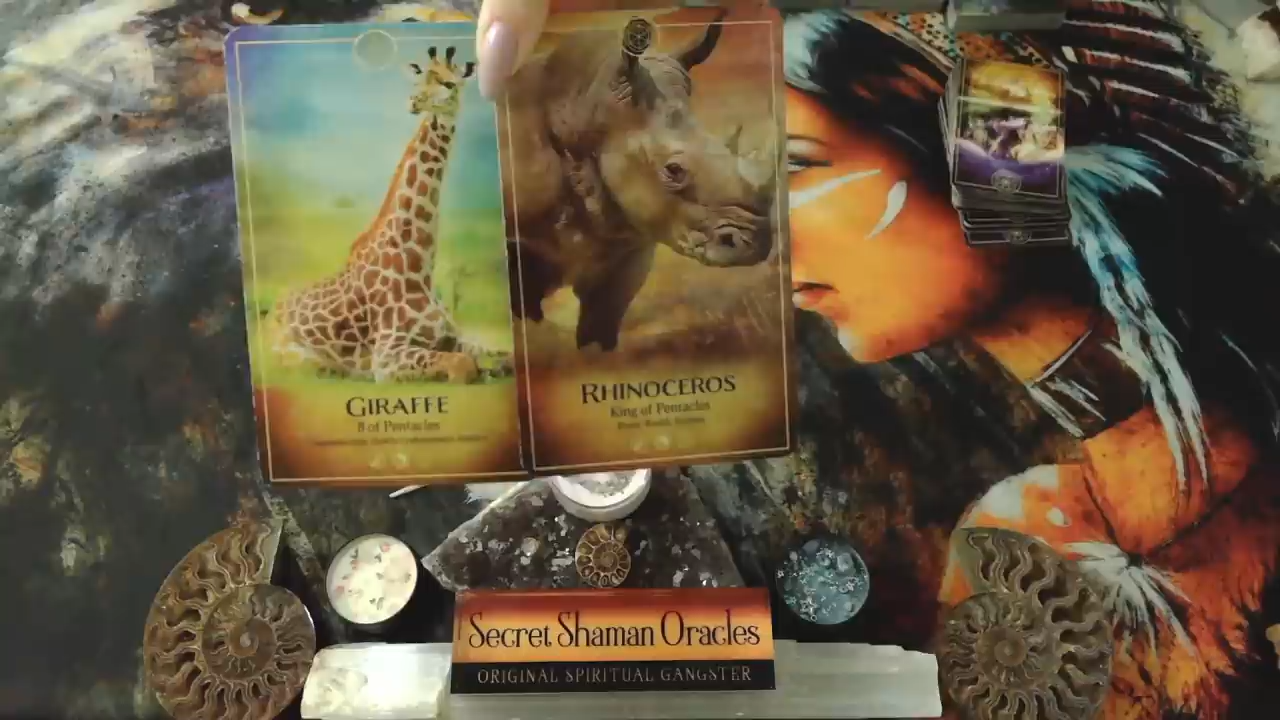 GIRAFFE
8 of Pentacles
RHINOCEROS
King of Pentacles
Secret Shaman Oracles
ORIGINAL SPIRITUAL GANGSTER